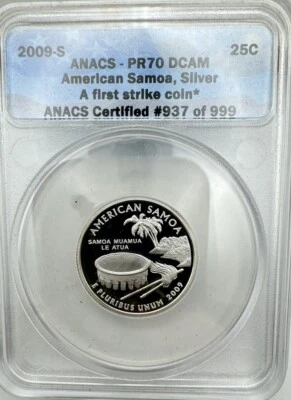 2009-S 25C
ANACS - PR70 DCAM
American Samoa, Silver
A first strike coin*
ANACS Certified #937 of 999
AMERICAN SAMOA
SAMOA MUAMUA
LE ATUA
E PLURIBUS UNUM 2009